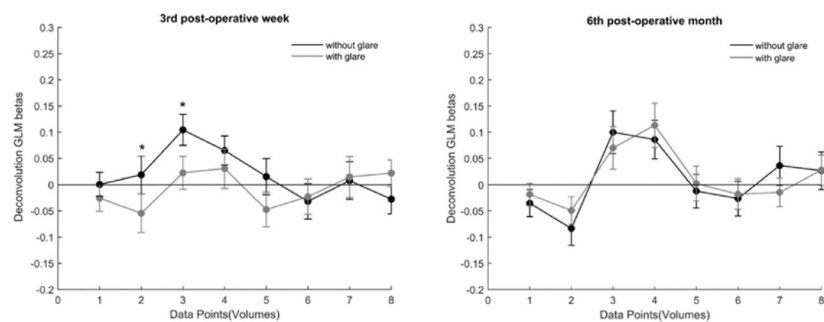 3rd post-operative week
without glare
with glare
Deconvolution GLM betas
0.3
0.25
0.2
0.15
0.1
0.05
0
-0.05
-0.1
-0.15
-0.2
* *
0 1 2 3 4 5 6 7 8
Data Points(Volumes)
6th post-operative month
without glare
with glare
Deconvolution GLM betas
0.3
0.25
0.2
0.15
0.1
0.05
0
-0.05
-0.1
-0.15
-0.2
0 1 2 3 4 5 6 7 8
Data Points(Volumes)